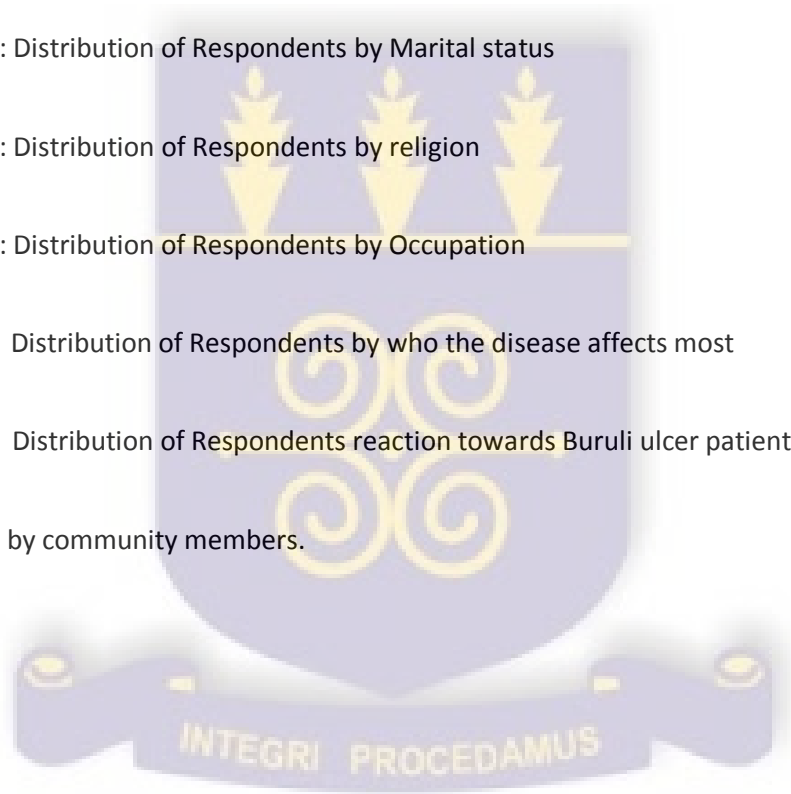 : Distribution of Respondents by Marital status
: Distribution of Respondents by religion
: Distribution of Respondents by Occupation
Distribution of Respondents by who the disease affects most
Distribution of Respondents reaction towards Buruli ulcer patient
by community members.
INTEGRI PROCEDAMUS